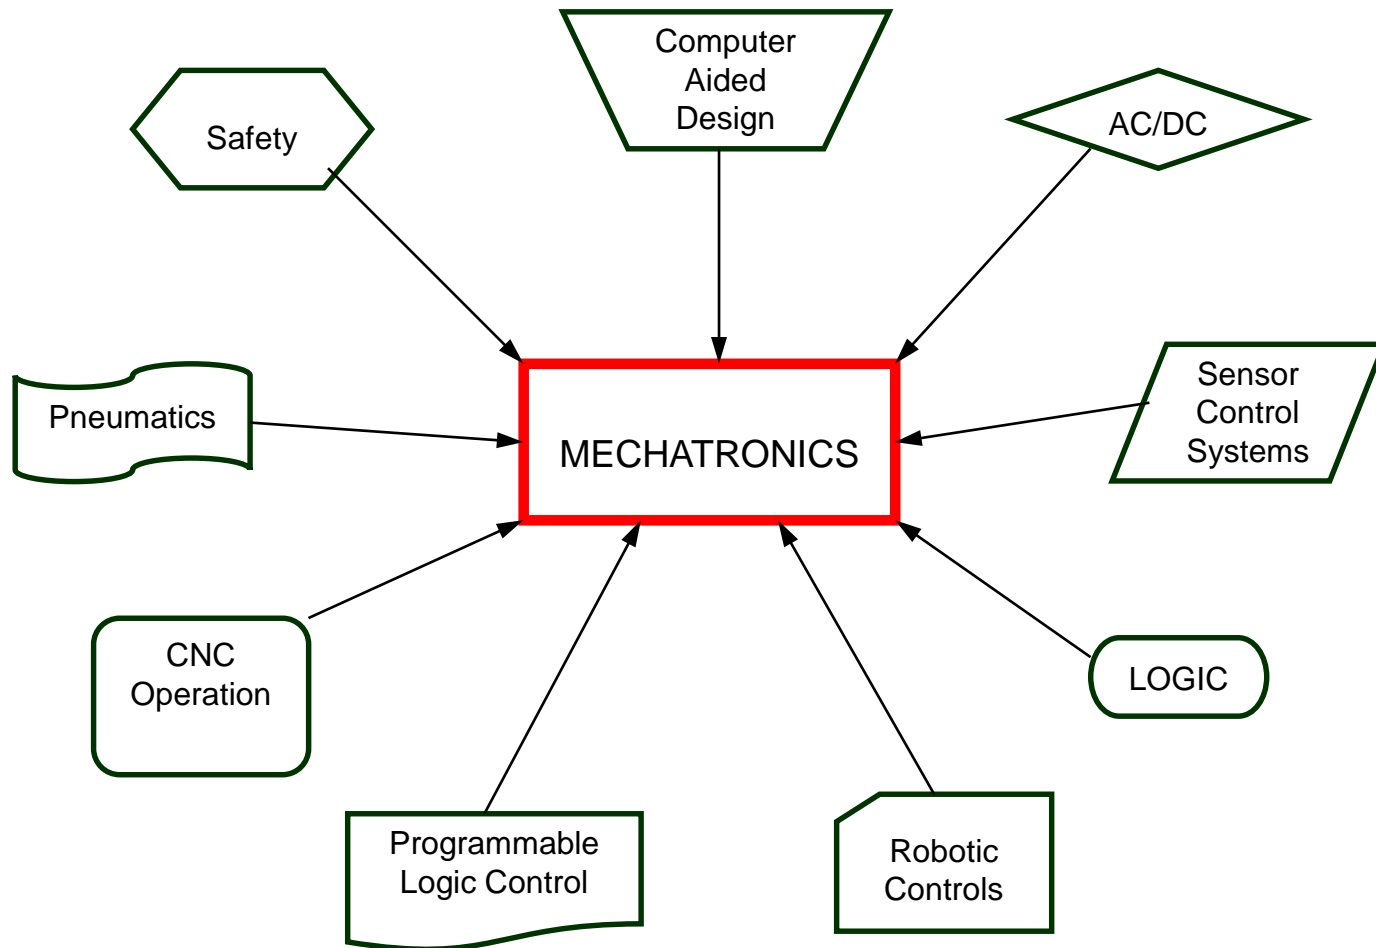 Computer
Aided
Design
Safety
AC/DC
Sensor
Control
Systems
Pneumatics
MECHATRONICS
CNC
Operation
LOGIC
Programmable
Logic Control
Robotic
Controls